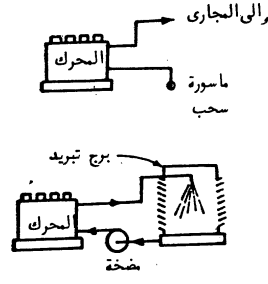 والى المجارى
المحرك
ماسورة
سحب
برج تبريد
المحرك
مضخة